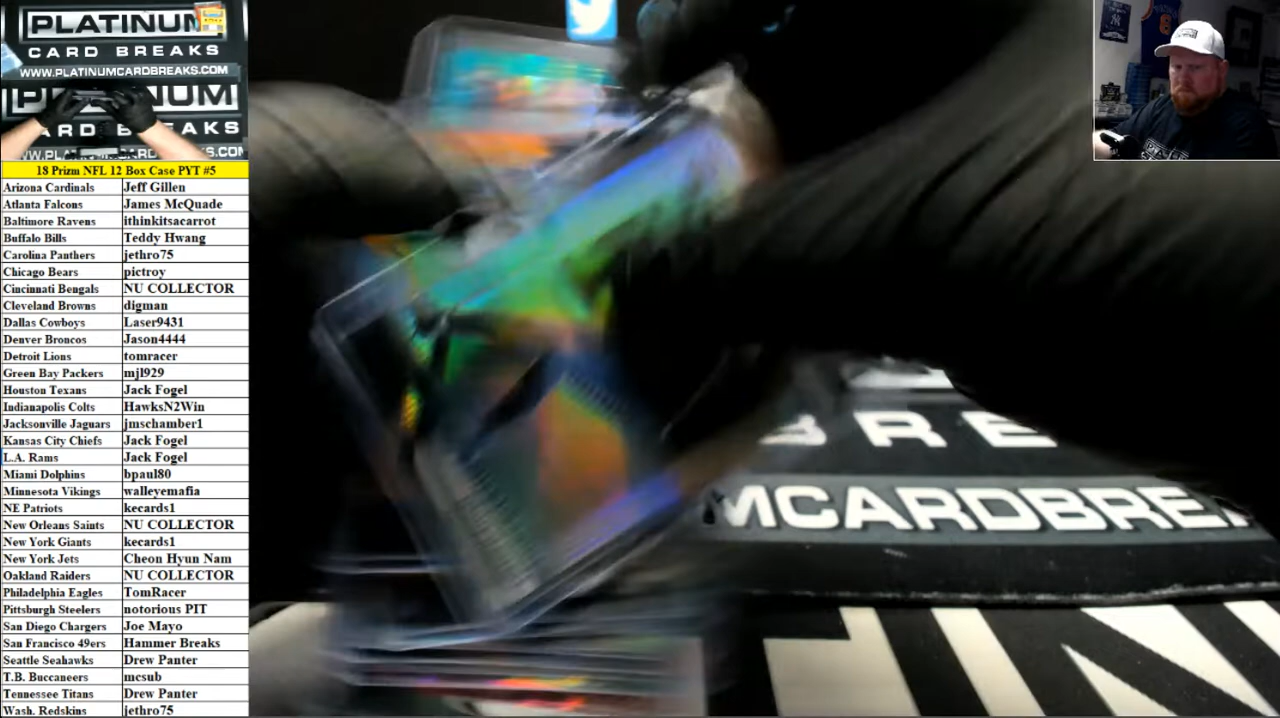 PLATINUM
CARD BREAKS
WWW.PLATINUMCARDBREAKS.COM
18 Prizm NFL 12 Box Case PYT #5
Arizona Cardinals Jeff Gillen
Atlanta Falcons James McQuade
Baltimore Ravens ithinkitsacarrot
Buffalo Bills Teddy Hwang
Carolina Panthers jethro75
Chicago Bears pictroy
Cincinnati Bengals NU COLLECTOR
Cleveland Browns digman
Dallas Cowboys Laser9431
Denver Broncos Jason4444
Detroit Lions tomracer
Green Bay Packers mjl929
Houston Texans Jack Fogel
Indianapolis Colts HawksN2Win
Jacksonville Jaguars jmschamber1
Kansas City Chiefs Jack Fogel
L.A. Rams Jack Fogel
Miami Dolphins bpaul80
Minnesota Vikings walleyemafia
NE Patriots kecards1
New Orleans Saints NU COLLECTOR
New York Giants kecards1
New York Jets Cheon Hyun Nam
Oakland Raiders NU COLLECTOR
Philadelphia Eagles TomRacer
Pittsburgh Steelers notorious PIT
San Diego Chargers Joe Mayo
San Francisco 49ers Hammer Breaks
Seattle Seahawks Drew Panter
T.B. Buccaneers mcsub
Tennessee Titans Drew Panter
Wash. Redskins jethro75
BRE
MCARDBREA
TIN